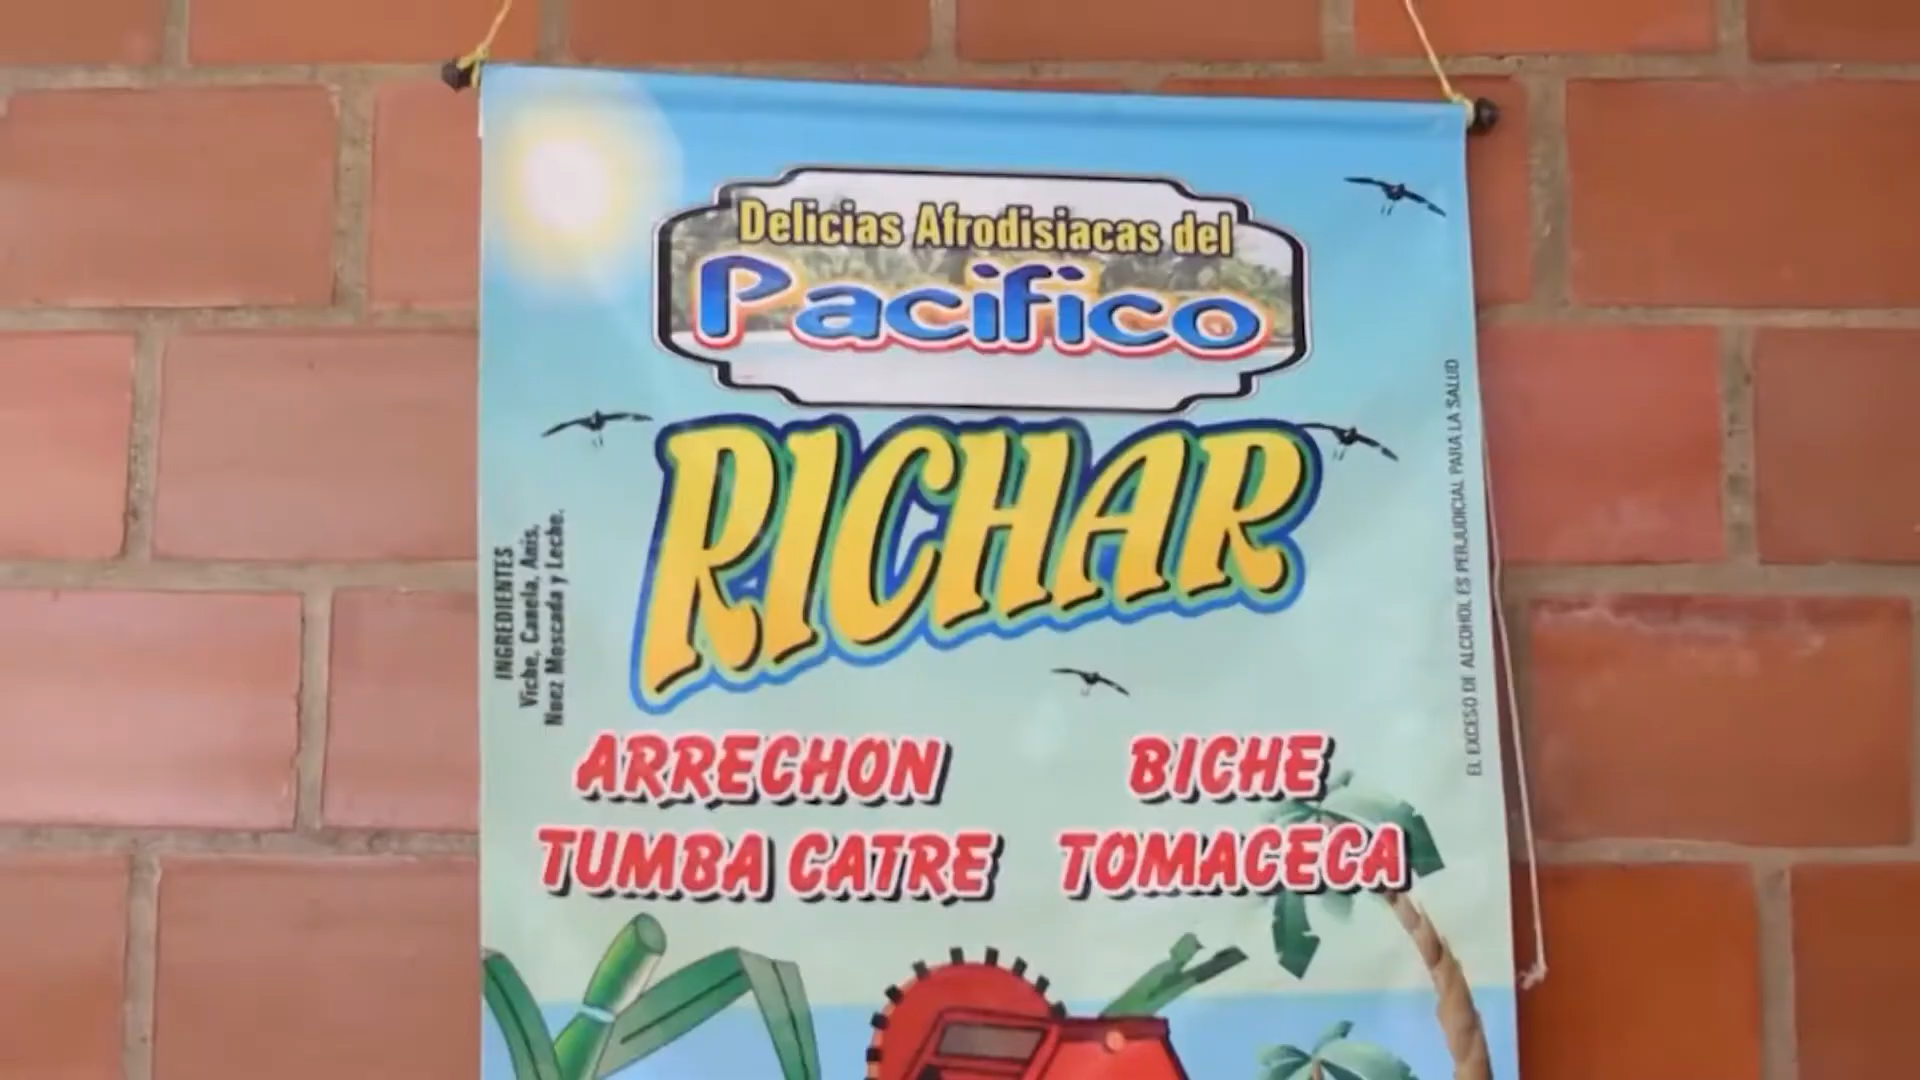 Delicias Afrodisiacas del
Pacifico
RICHAR
INGREDIENTES
Viche, Canela, Anis,
Nuez Moscada y Leche.
EL EXCESO DE ALCOHOL ES PERJUDICIAL PARA LA SALUD
ARRECHON
BICHE
TUMBA CATRE
TOMACECA